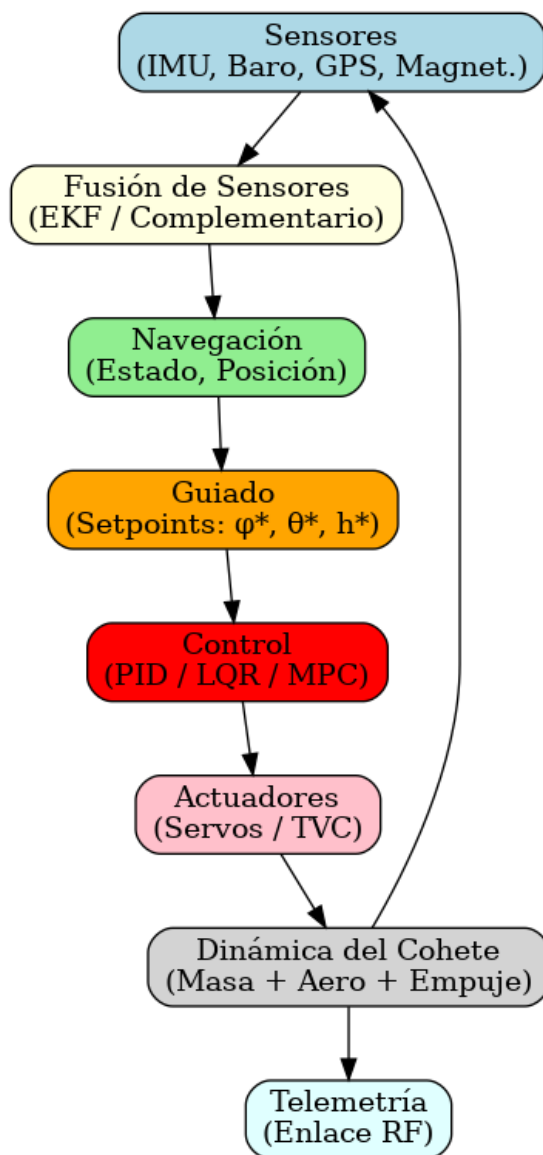 Sensores
(IMU, Baro, GPS, Magnet.)
Fusión de Sensores
(EKF / Complementario)
Navegación
(Estado, Posición)
Guiado
(Setpoints: φ*, θ*, h*)
Control
(PID / LQR / MPC)
Actuadores
(Servos / TVC)
Dinámica del Cohete
(Masa + Aero + Empuje)
Telemetría
(Enlace RF)